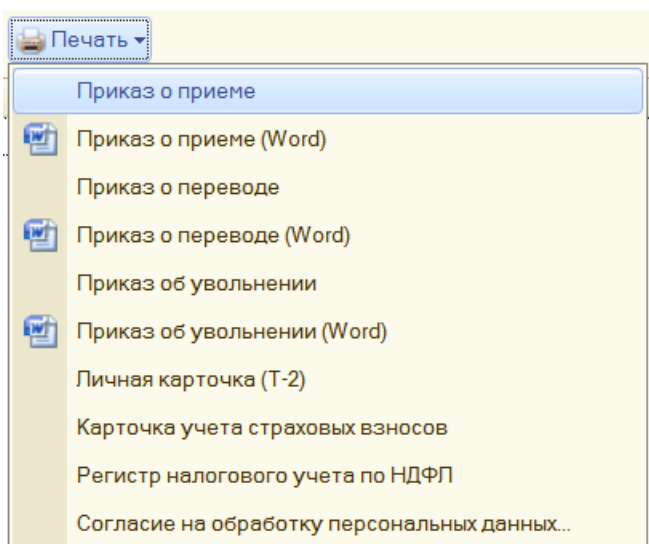 Печать
Приказ о приеме
Приказ о приеме (Word)
Приказ о переводе
Приказ о переводе (Word)
Приказ об увольнении
Приказ об увольнении (Word)
Личная карточка (Т-2)
Карточка учета страховых взносов
Регистр налогового учета по НДФЛ
Согласие на обработку персональных данных...